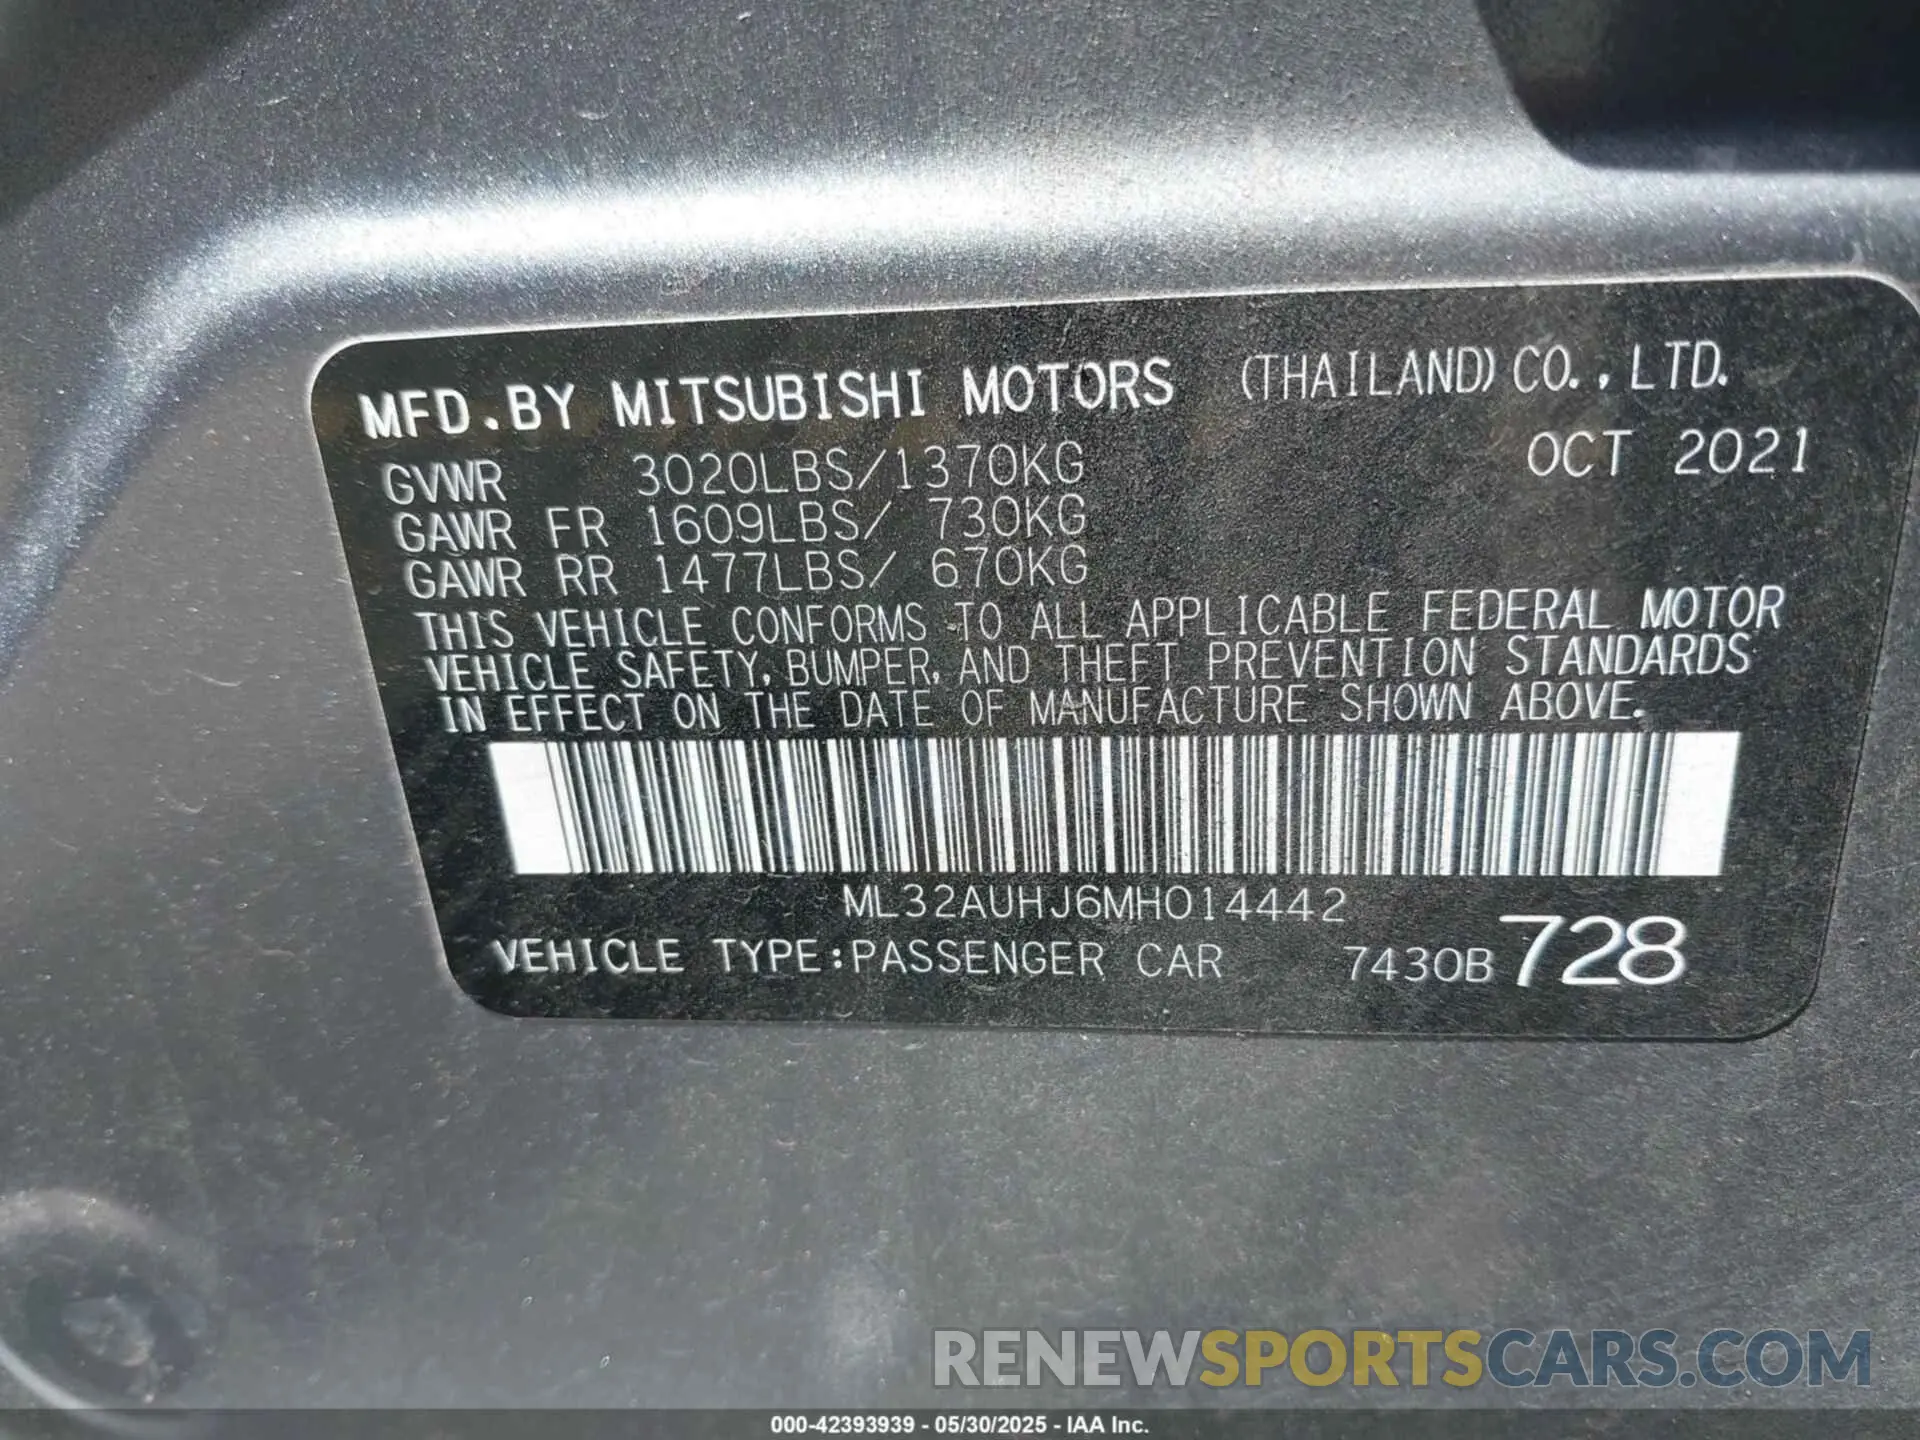 MFD.BY MITSUBISHI MOTORS (THAILAND) CO.,LTD.
OCT 2021
GVWR 3020LBS/1370KG
GAWR FR 1609LBS/ 730KG
GAWR RR 1477LBS/ 670KG
THIS VEHICLE CONFORMS TO ALL APPLICABLE FEDERAL MOTOR
VEHICLE SAFETY, BUMPER, AND THEFT PREVENTION STANDARDS
IN EFFECT ON THE DATE OF MANUFACTURE SHOWN ABOVE.
ML32AUHJ6MH014442
VEHICLE TYPE:PASSENGER CAR 7430B 728
RENEWSPORTSCARS.COM
000-42393939 - 05/30/2025 - IAA Inc.